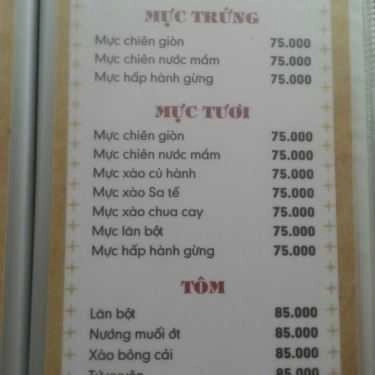 MỰC TRỨNG
Mực chiên giòn 75.000
Mực chiên nước mắm 75.000
Mực hấp hành gừng 75.000
MỰC TƯƠI
Mực chiên giòn 75.000
Mực chiên nước mắm 75.000
Mực xào củ hành 75.000
Mực xào Sa tế 75.000
Mực xào chua cay 75.000
Mực lăn bột 75.000
Mực hấp hành gừng 75.000
TÔM
Lăn bột 85.000
Nướng muối ớt 85.000
Xào bông cải 85.000
85.000